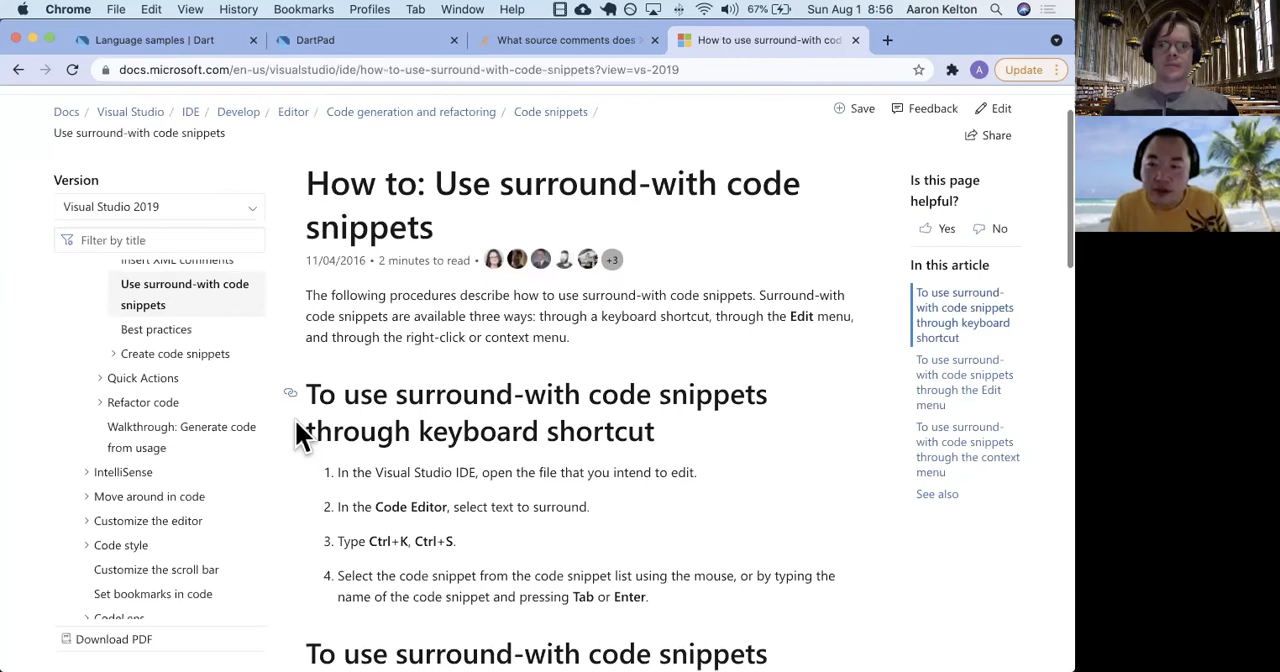 Chrome File Edit View History Bookmarks Profiles Tab Window Help 67% Sun Aug 1 8:56 Aaron Kelton
Language samples | Dart DartPad What source comments does How to use surround-with cod
docs.microsoft.com/en-us/visualstudio/ide/how-to-use-surround-with-code-snippets?view=vs-2019 A Update
Docs / Visual Studio / IDE / Develop / Editor / Code generation and refactoring / Code snippets /
Use surround-with code snippets
Save Feedback Edit
Share
Version
Visual Studio 2019
Filter by title
Insert XML comments
Use surround-with code
snippets
Best practices
Create code snippets
Quick Actions
Refactor code
Walkthrough: Generate code
from usage
IntelliSense
Move around in code
Customize the editor
Code style
Customize the scroll bar
Set bookmarks in code
CodeLens
Download PDF
How to: Use surround-with code
snippets
11/04/2016 • 2 minutes to read • +3
The following procedures describe how to use surround-with code snippets. Surround-with
code snippets are available three ways: through a keyboard shortcut, through the Edit menu,
and through the right-click or context menu.
To use surround-with code snippets
through keyboard shortcut
1. In the Visual Studio IDE, open the file that you intend to edit.
2. In the Code Editor, select text to surround.
3. Type Ctrl+K, Ctrl+S.
4. Select the code snippet from the code snippet list using the mouse, or by typing the
name of the code snippet and pressing Tab or Enter.
To use surround-with code snippets
Is this page
helpful?
Yes No
In this article
To use surround-
with code snippets
through keyboard
shortcut
To use surround-
with code snippets
through the Edit
menu
To use surround-
with code snippets
through the context
menu
See also